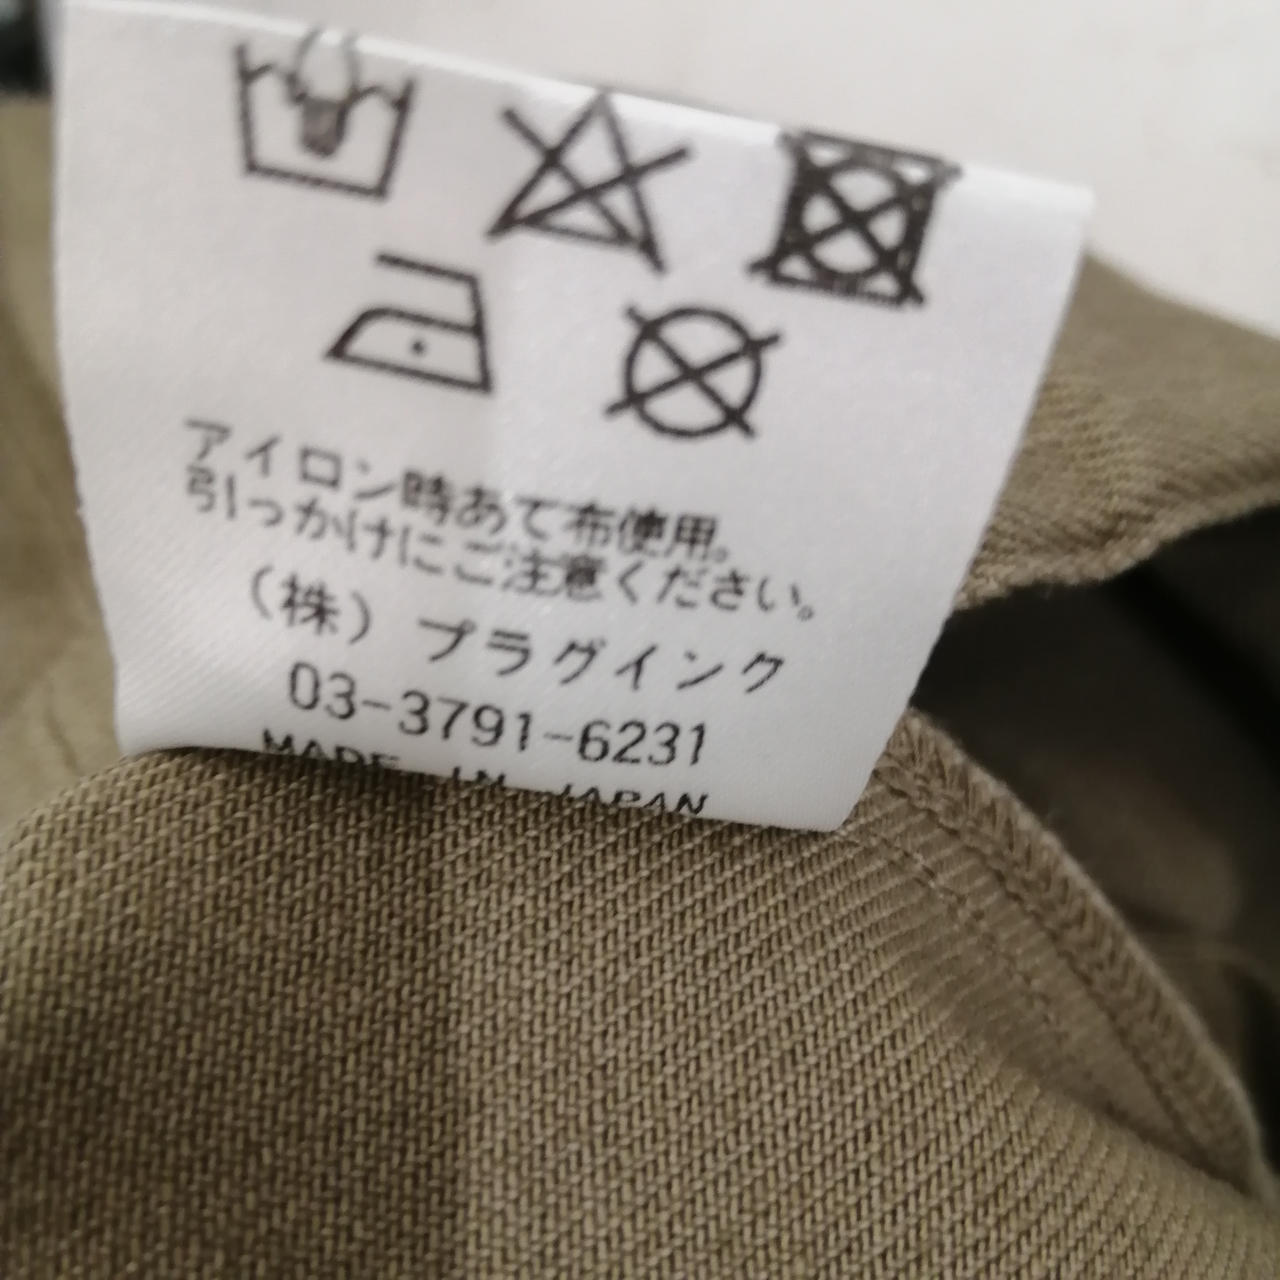 アイロン時あて布使用。
引っかけにご注意ください。
（株）プラグインク
03-3791-6231
MADE IN JAPAN